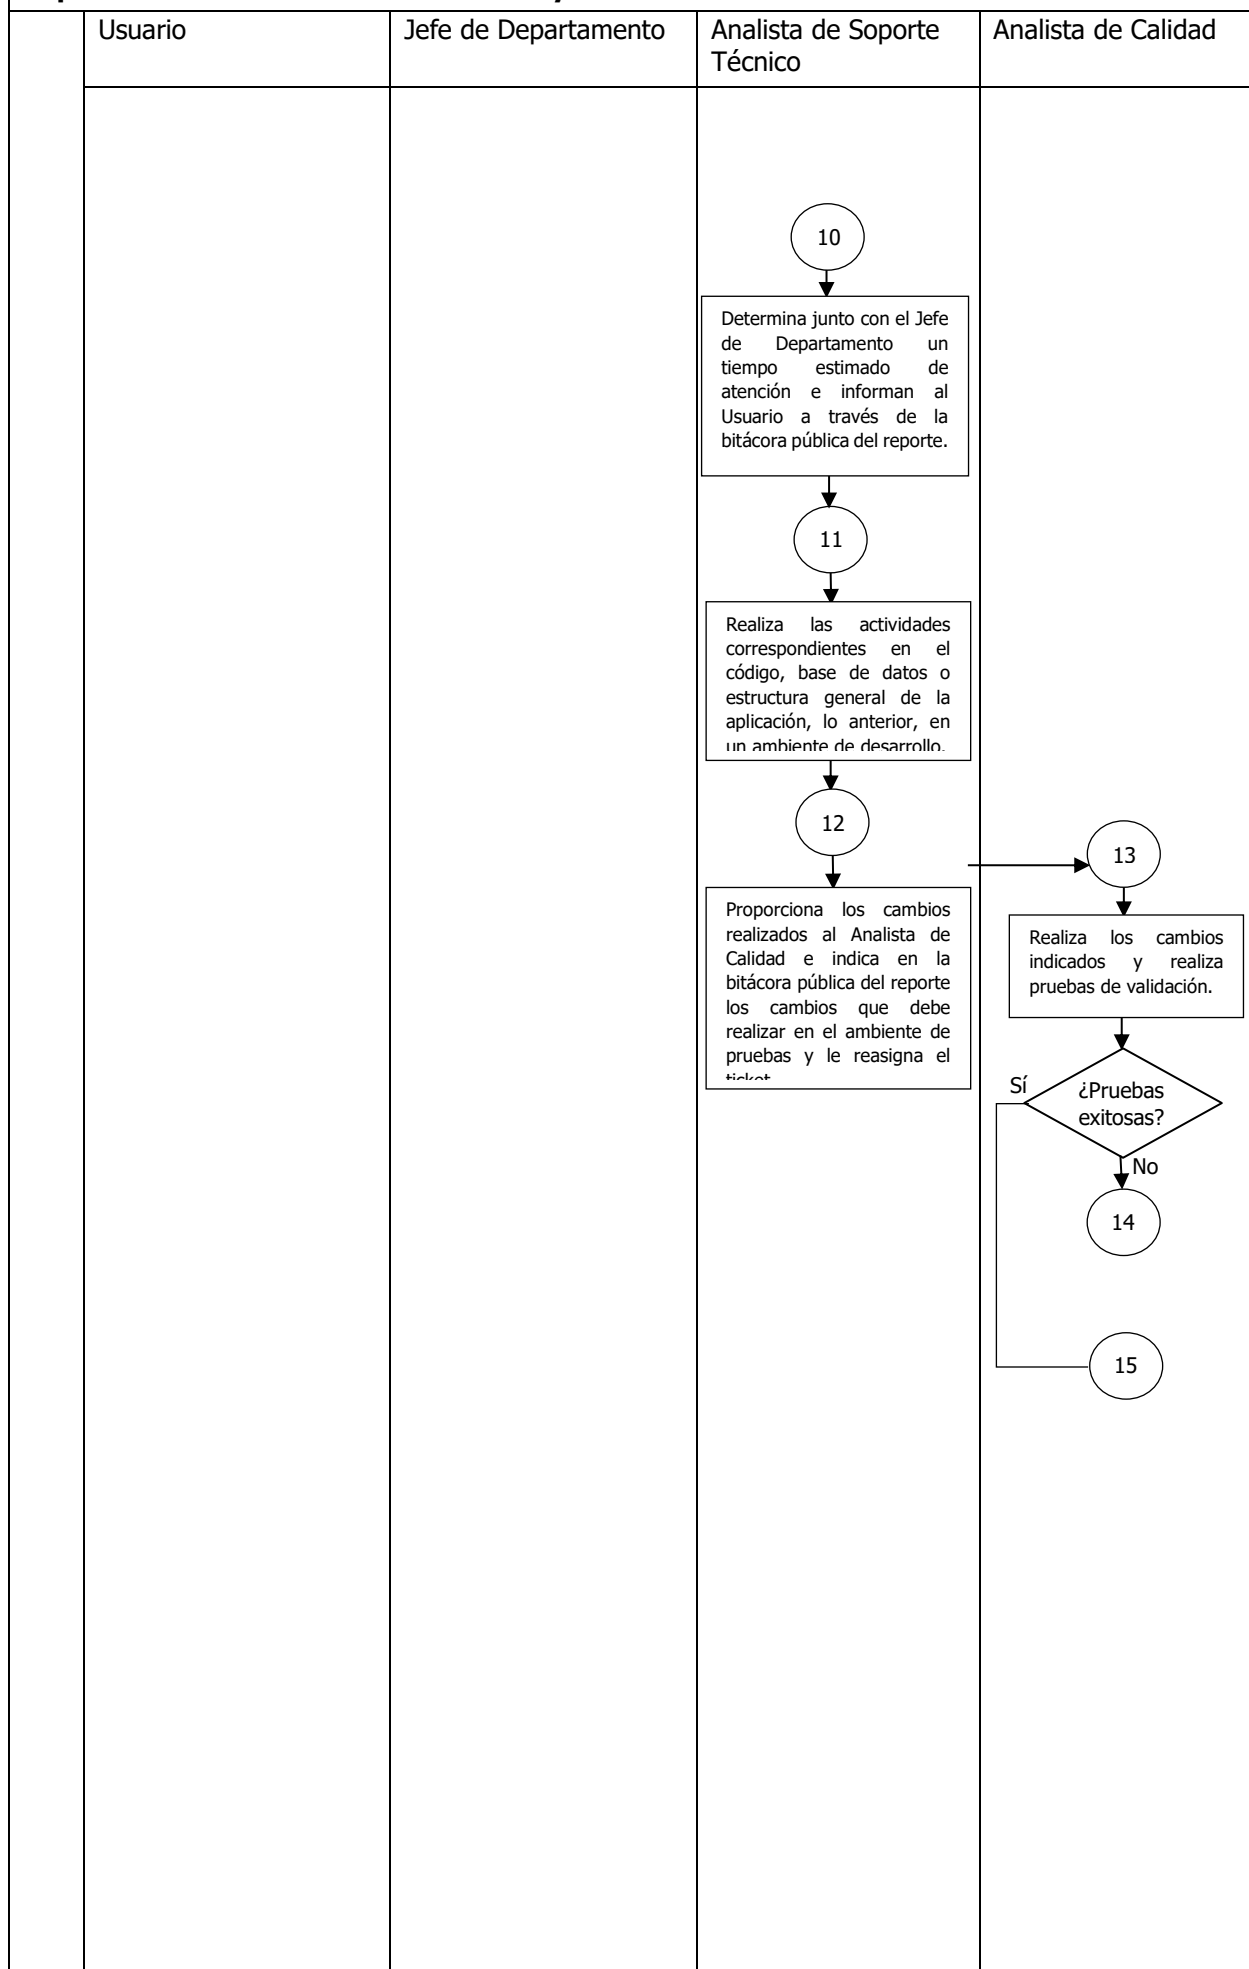 Usuario
Jefe de Departamento
Analista de Soporte
Técnico
Analista de Calidad
10
Determina junto con el Jefe
de Departamento un
tiempo estimado de
atención e informan al
Usuario a través de la
bitácora pública del reporte.
11
Realiza las actividades
correspondientes en el
código, base de datos o
estructura general de la
aplicación, lo anterior, en
un ambiente de desarrollo.
12
Proporciona los cambios
realizados al Analista de
Calidad e indica en la
bitácora pública del reporte
los cambios que debe
realizar en el ambiente de
pruebas y le reasigna el
ticket
13
Realiza los cambios
indicados y realiza
pruebas de validación.
Sí
¿Pruebas
exitosas?
No
14
15